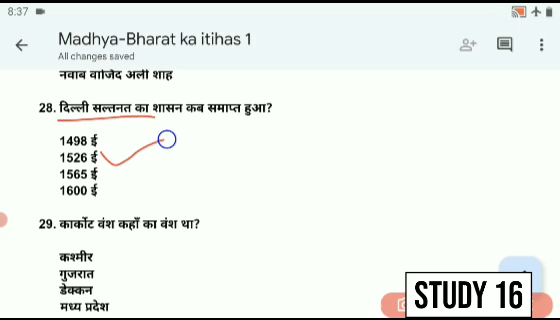 8:37
Madhya-Bharat ka itihas 1
All changes saved
नवाब वाजिद अली शाह
28. दिल्ली सल्तनत का शासन कब समाप्त हुआ?
1498 ई
1526 ई
1565 ई
1600 ई
29. कार्कोट वंश कहाँ का वंश था?
कश्मीर
गुजरात
डेक्कन
मध्य प्रदेश
STUDY 16